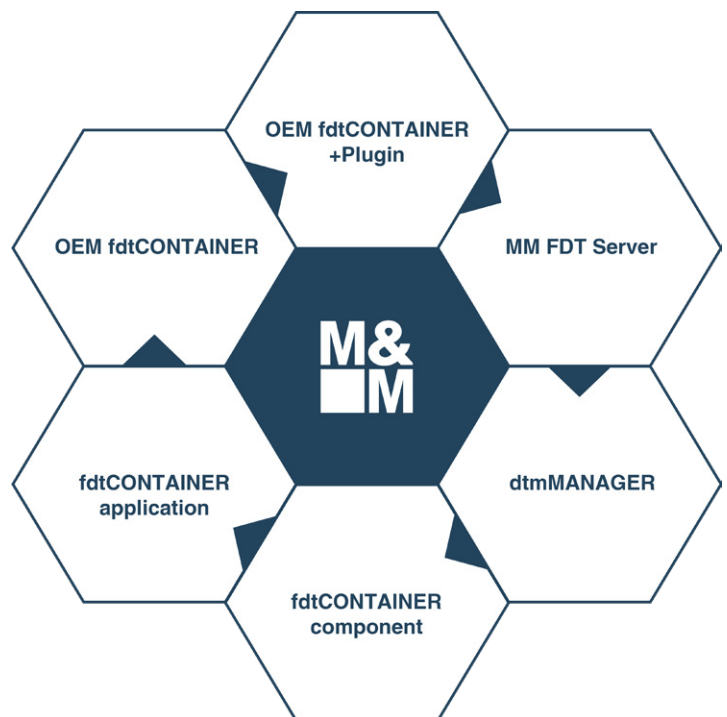 OEM fdtCONTAINER
+Plugin
OEM fdtCONTAINER
MM FDT Server
M&
M
fdtCONTAINER
application
dtmMANAGER
fdtCONTAINER
component